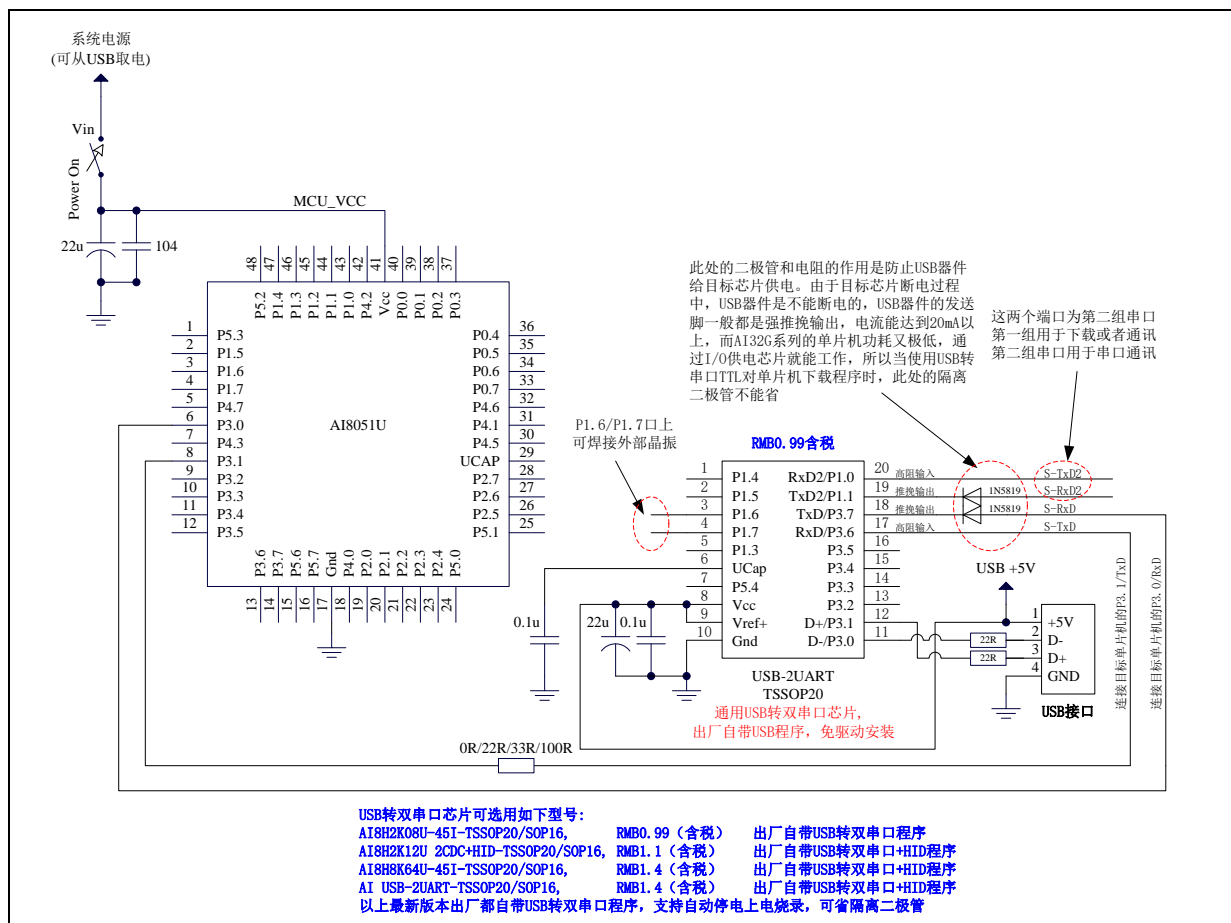 系统电源
(可从USB取电)
Vin
Power On
MCU_VCC
22u
104
48 47 46 45 44 43 42 41 40 39 38 37
P5.2 P1.4 P1.3 P1.2 P1.1 P1.0 P4.2 Vcc P0.0 P0.1 P0.2 P0.3
1 P5.3
2 P1.5
3 P1.6
4 P1.7
5 P4.7
6 P3.0
7 P4.3
8 P3.1
9 P3.2
10 P3.3
11 P3.4
12 P3.5
AI8051U
P0.4 36
P0.5 35
P0.6 34
P0.7 33
P4.6 32
P4.1 31
P4.5 30
UCAP 29
P2.7 28
P2.6 27
P2.5 26
P5.1 25
P3.6 P3.7 P5.6 P5.7 Gnd P4.0 P2.0 P2.1 P2.2 P2.3 P2.4 P5.0
13 14 15 16 17 18 19 20 21 22 23 24
此处的二极管和电阻的作用是防止USB器件
给目标芯片供电。由于目标芯片断电过程
中，USB器件是不能断电的，USB器件的发送
脚一般都是强推挽输出，电流能达到20mA以
上，而AI32G系列的单片机功耗又极低，通
过I/O供电芯片就能工作，所以当使用USB转
串口TTL对单片机下载程序时，此处的隔离
二极管不能省
这两个端口为第二组串口
第一组用于下载或者通讯
第二组串口用于串口通讯
P1.6/P1.7口上
可焊接外部晶振
RMB0.99含税
1 P1.4
2 P1.5
3 P1.6
4 P1.7
5 P1.3
6 UCap
7 P5.4
8 Vcc
9 Vref+
10 Gnd
RxD2/P1.0 20 高阻输入 S-TxD2
TxD2/P1.1 19 推挽输出 1N5819 S-RxD2
TxD/P3.7 18 推挽输出 1N5819 S-RxD
RxD/P3.6 17 高阻输入 S-TxD
P3.5 16
P3.4 15
P3.3 14
P3.2 13
D+/P3.1 12
D-/P3.0 11
0.1u
22u
0.1u
USB-2UART
TSSOP20
通用USB转双串口芯片,
出厂自带USB程序，免驱动安装
USB +5V
22R
22R
1 +5V
2 D-
3 D+
4 GND
USB接口
连接目标单片机的P3.1/TxD
连接目标单片机的P3.0/RxD
0R/22R/33R/100R
USB转双串口芯片可选用如下型号:
AI8H2K08U-45I-TSSOP20/SOP16, RMB0.99（含税） 出厂自带USB转双串口程序
AI8H2K12U 2CDC+HID-TSSOP20/SOP16, RMB1.1（含税） 出厂自带USB转双串口+HID程序
AI8H8K64U-45I-TSSOP20/SOP16, RMB1.4（含税） 出厂自带USB转双串口+HID程序
AI USB-2UART-TSSOP20/SOP16, RMB1.4（含税） 出厂自带USB转双串口+HID程序
以上最新版本出厂都自带USB转双串口程序，支持自动停电上电烧录，可省隔离二极管